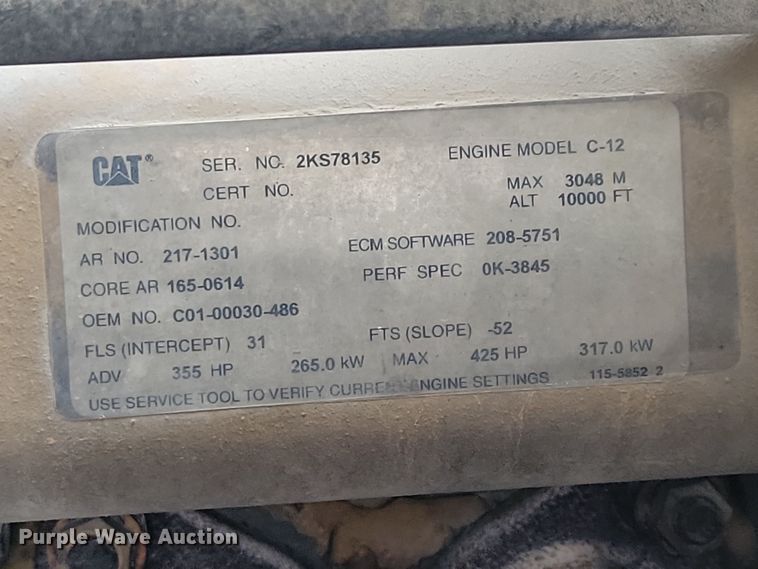 CAT® SER. NO. 2KS78135 ENGINE MODEL C-12
CERT NO. MAX 3048 M
ALT 10000 FT
MODIFICATION NO.
AR NO. 217-1301 ECM SOFTWARE 208-5751
CORE AR 165-0614 PERF SPEC 0K-3845
OEM NO. C01-00030-486
FLS (INTERCEPT) 31 FTS (SLOPE) -52
ADV 355 HP 265.0 kW MAX 425 HP 317.0 kW
USE SERVICE TOOL TO VERIFY CURRENT ENGINE SETTINGS 115-5852 2
Purple Wave Auction